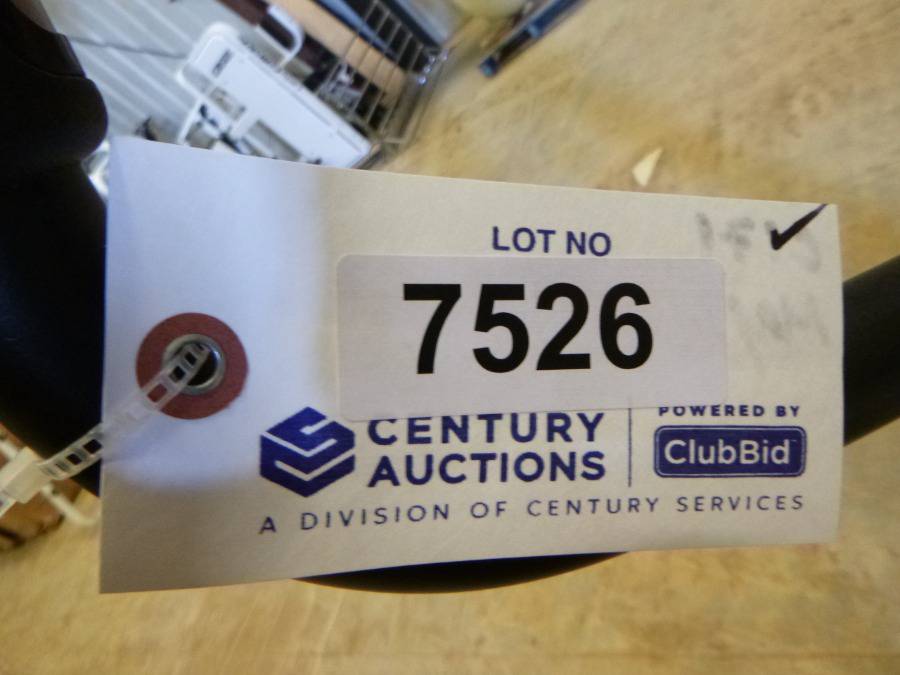 LOT NO
7526
CENTURY
AUCTIONS
POWERED BY
ClubBid
A DIVISION OF CENTURY SERVICES